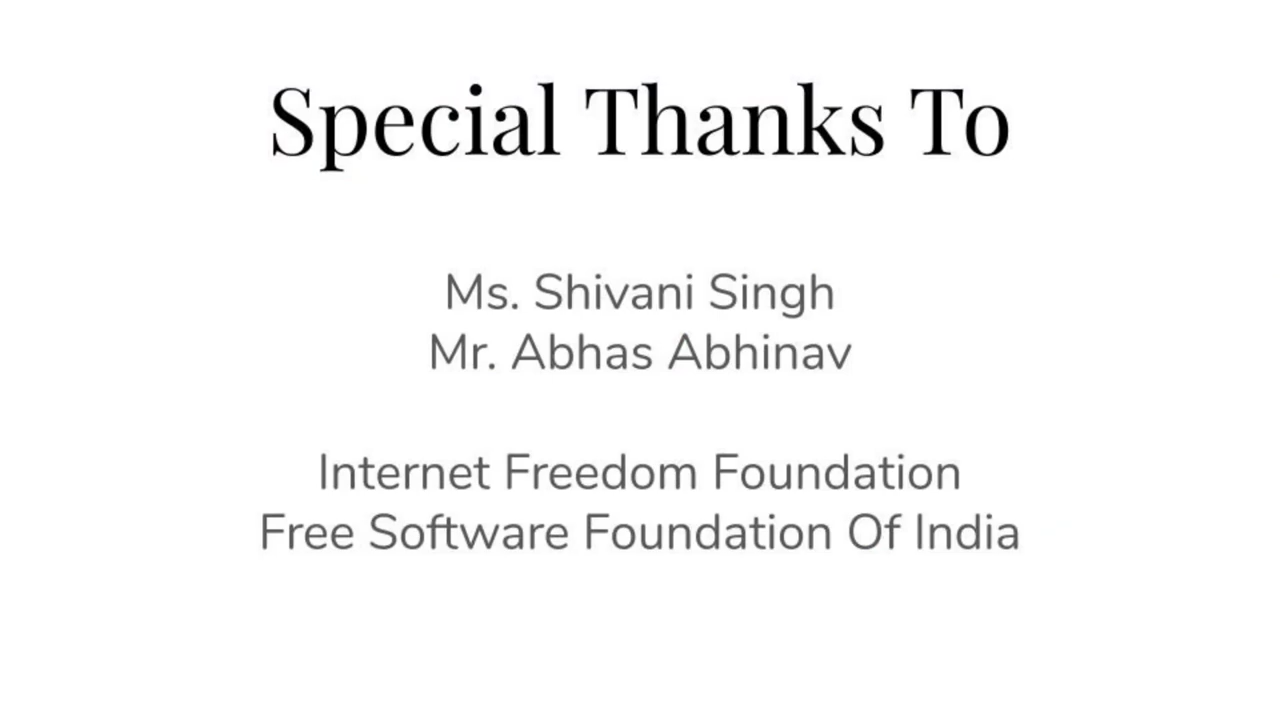 Special Thanks To
Ms. Shivani Singh
Mr. Abhas Abhinav
Internet Freedom Foundation
Free Software Foundation Of India